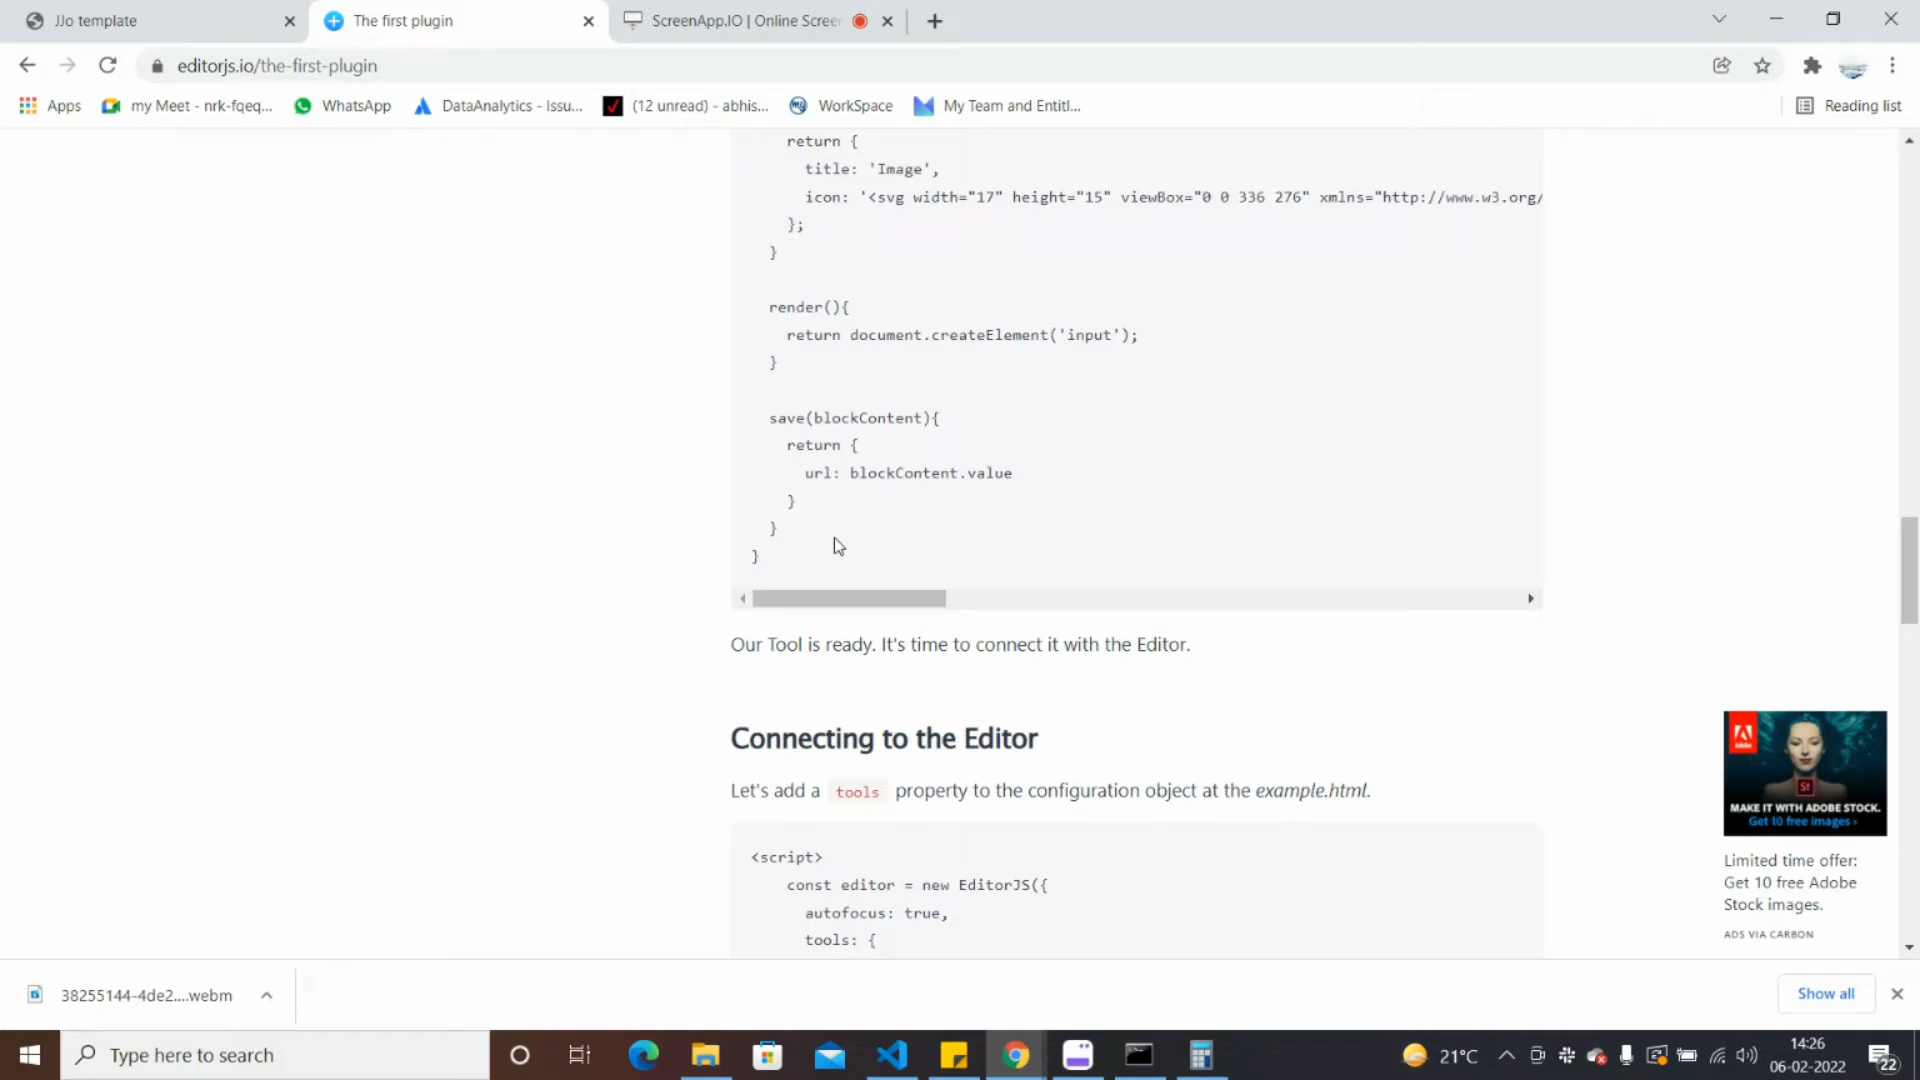 JJo template
The first plugin
ScreenApp.IO | Online Screen
editorjs.io/the-first-plugin
Apps
my Meet - nrk-fqeq...
WhatsApp
DataAnalytics - Issu...
(12 unread) - abhis...
WorkSpace
My Team and Entitl...
Reading list
return {
title: 'Image',
icon: '<svg width="17" height="15" viewBox="0 0 336 276" xmlns="http://www.w3.org/
};
}
render(){
return document.createElement('input');
}
save(blockContent){
return {
url: blockContent.value
}
}
}
Our Tool is ready. It's time to connect it with the Editor.
Connecting to the Editor
Let's add a tools property to the configuration object at the example.html.
<script>
const editor = new EditorJS({
autofocus: true,
tools: {
Adobe
St
MAKE IT WITH ADOBE STOCK.
Get 10 free images ›
Limited time offer:
Get 10 free Adobe
Stock images.
ADS VIA CARBON
38255144-4de2....webm
Show all
Type here to search
21°C
14:26
06-02-2022
22